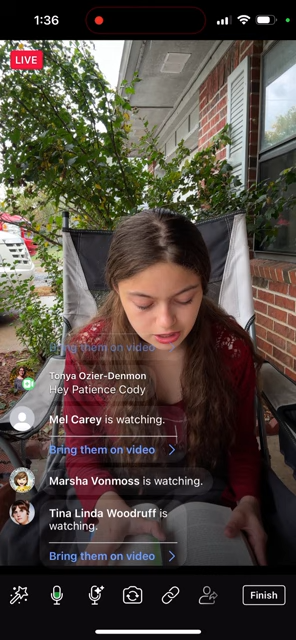 1:36
LIVE
Bring them on video
Tonya Ozier-Denmon
Hey Patience Cody
Mel Carey is watching.
Bring them on video
Marsha Vonmoss is watching.
Tina Linda Woodruff is
watching.
Bring them on video
Finish